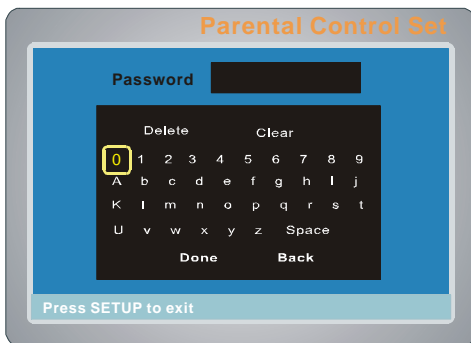 Parental Control Set
Password
Delete Clear
0 1 2 3 4 5 6 7 8 9
A b c d e f g h I j
K l m n o p q r s t
U v w x y z Space
Done Back
Press SETUP to exit